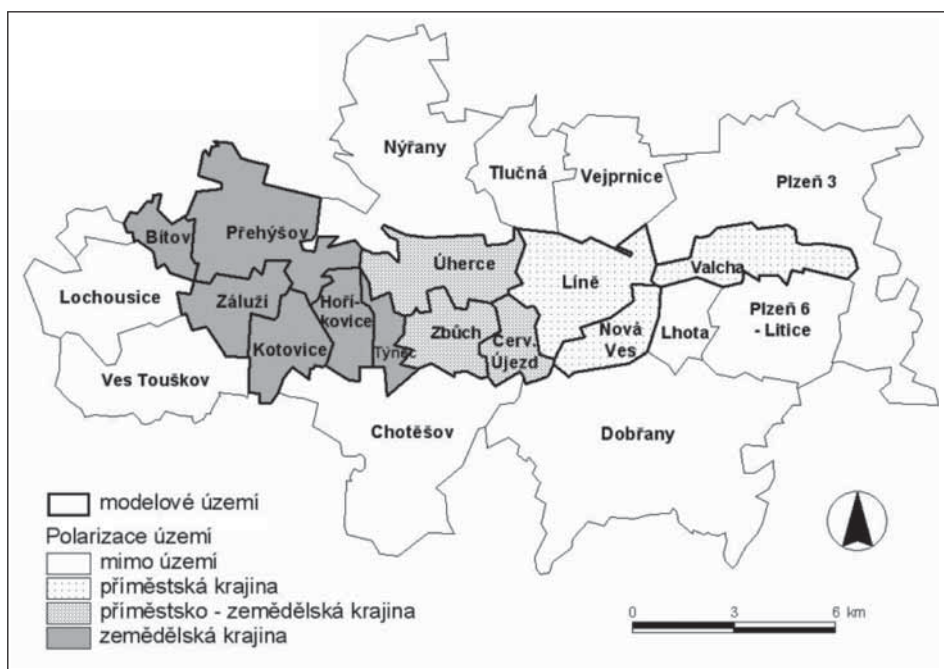 Nýřany
Tlučná
Vejprnice
Plzeň 3
Bítov
Přehýšov
Úherce
Líně
Valcha
Lochousice
Záluží
Hoří-
kovice
Zbůch
Červ.
Újezd
Nová
Ves
Lhota
Plzeň 6
- Litice
Kotovice
Týnec
Ves Touškov
Chotěšov
Dobřany
modelové území
Polarizace území
mimo území
příměstská krajina
příměstsko - zemědělská krajina
zemědělská krajina
0 3 6 km